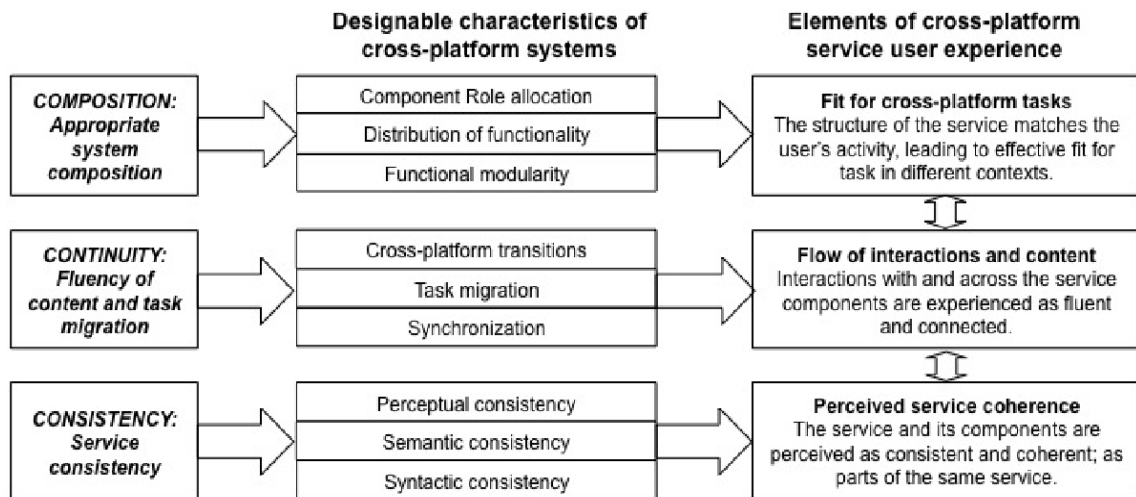 Designable characteristics of
cross-platform systems
Elements of cross-platform
service user experience
COMPOSITION:
Appropriate
system
composition
Component Role allocation
Distribution of functionality
Functional modularity
Fit for cross-platform tasks
The structure of the service matches the
user's activity, leading to effective fit for
task in different contexts.
CONTINUITY:
Fluency of
content and task
migration
Cross-platform transitions
Task migration
Synchronization
Flow of interactions and content
Interactions with and across the service
components are experienced as fluent
and connected.
CONSISTENCY:
Service
consistency
Perceptual consistency
Semantic consistency
Syntactic consistency
Perceived service coherence
The service and its components are
perceived as consistent and coherent; as
parts of the same service.